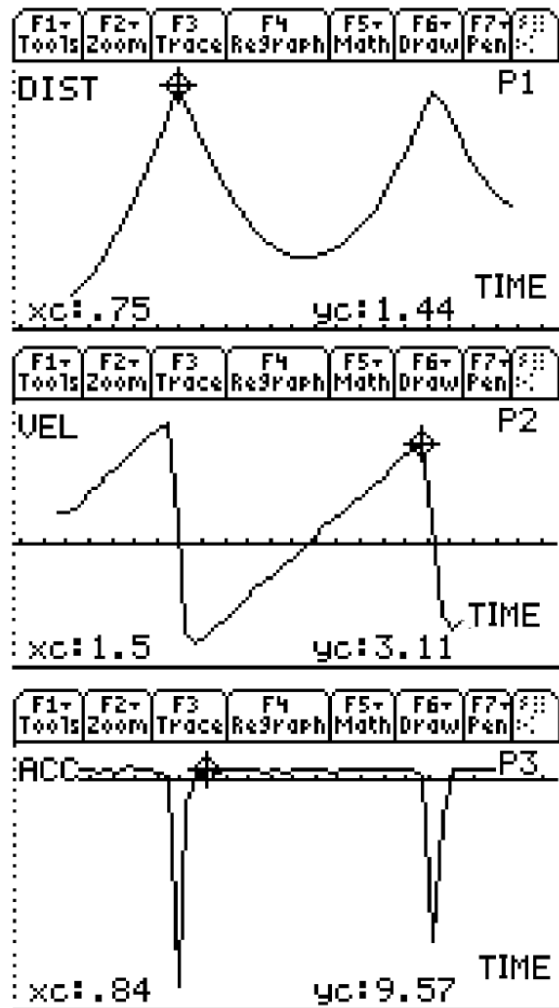 F1▾ F2▾ F3 F4 F5▾ F6▾ F7▾
Tools Zoom Trace Regraph Math Draw Pen
DIST P1
TIME
xc:.75 yc:1.44
F1▾ F2▾ F3 F4 F5▾ F6▾ F7▾
Tools Zoom Trace Regraph Math Draw Pen
VEL P2
TIME
xc:1.5 yc:3.11
F1▾ F2▾ F3 F4 F5▾ F6▾ F7▾
Tools Zoom Trace Regraph Math Draw Pen
ACC P3
TIME
xc:.84 yc:9.57